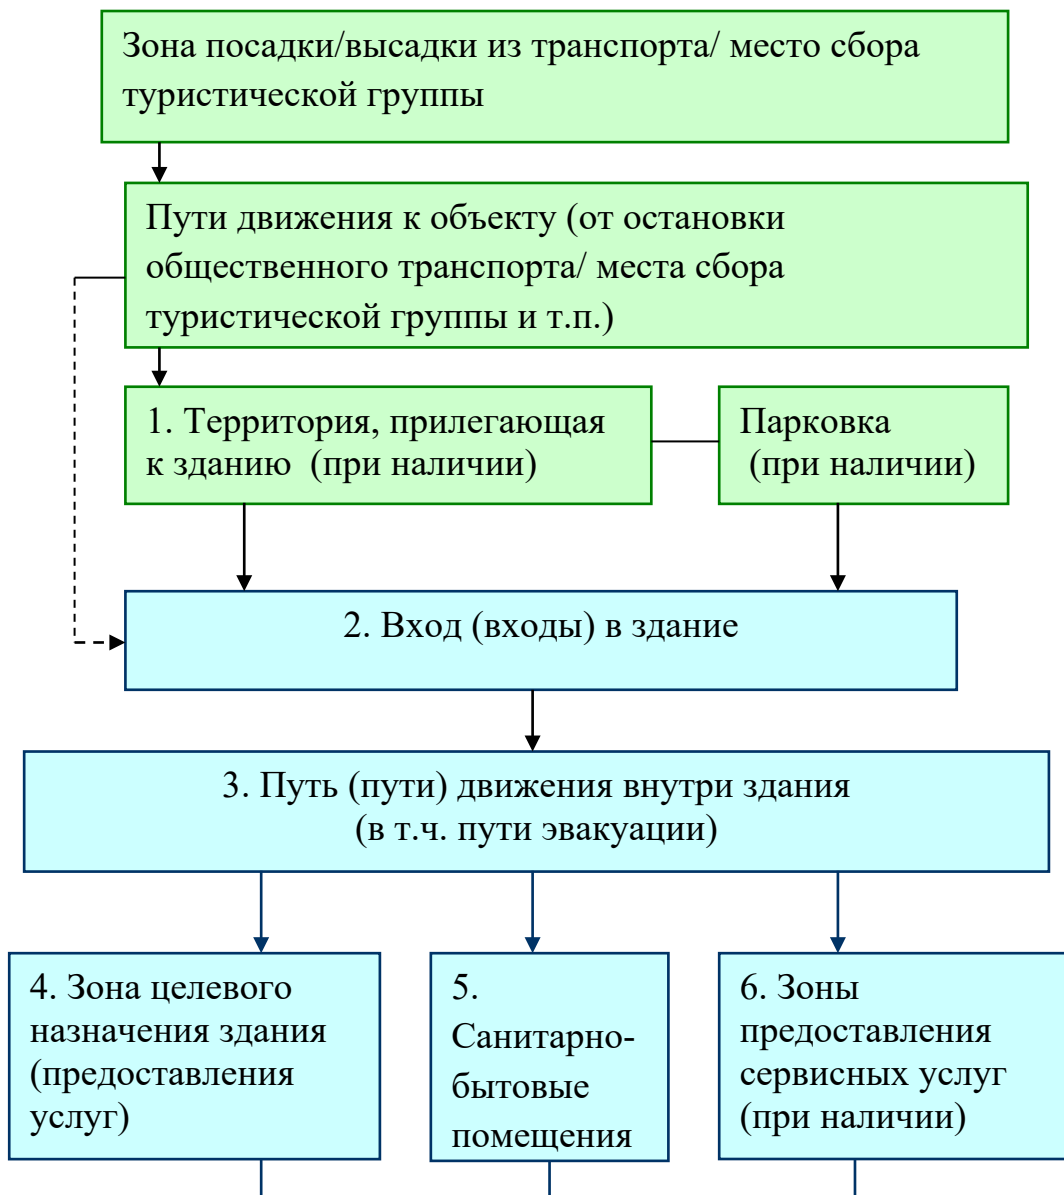 Зона посадки/высадки из транспорта/ место сбора
туристической группы
Пути движения к объекту (от остановки
общественного транспорта/ места сбора
туристической группы и т.п.)
1. Территория, прилегающая
к зданию (при наличии)
Парковка
(при наличии)
2. Вход (входы) в здание
3. Путь (пути) движения внутри здания
(в т.ч. пути эвакуации)
4. Зона целевого
назначения здания
(предоставления
услуг)
5.
Санитарно-
бытовые
помещения
6. Зоны
предоставления
сервисных услуг
(при наличии)